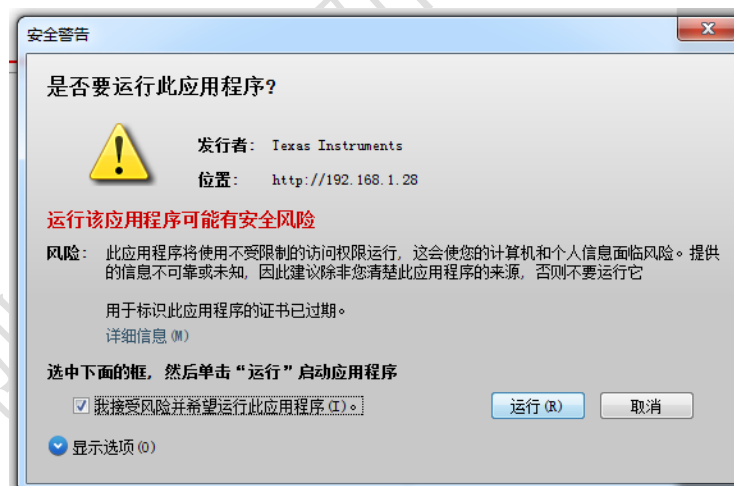 安全警告
是否要运行此应用程序?
发行者: Texas Instruments
位置: http://192.168.1.28
运行该应用程序可能有安全风险
风险: 此应用程序将使用不受限制的访问权限运行, 这会使您的计算机和个人信息面临风险。提供
的信息不可靠或未知, 因此建议除非您清楚此应用程序的来源, 否则不要运行它
用于标识此应用程序的证书已过期。
详细信息(M)
选中下面的框, 然后单击“运行”启动应用程序
我接受风险并希望运行此应用程序(I)。 运行(R) 取消
显示选项(O)